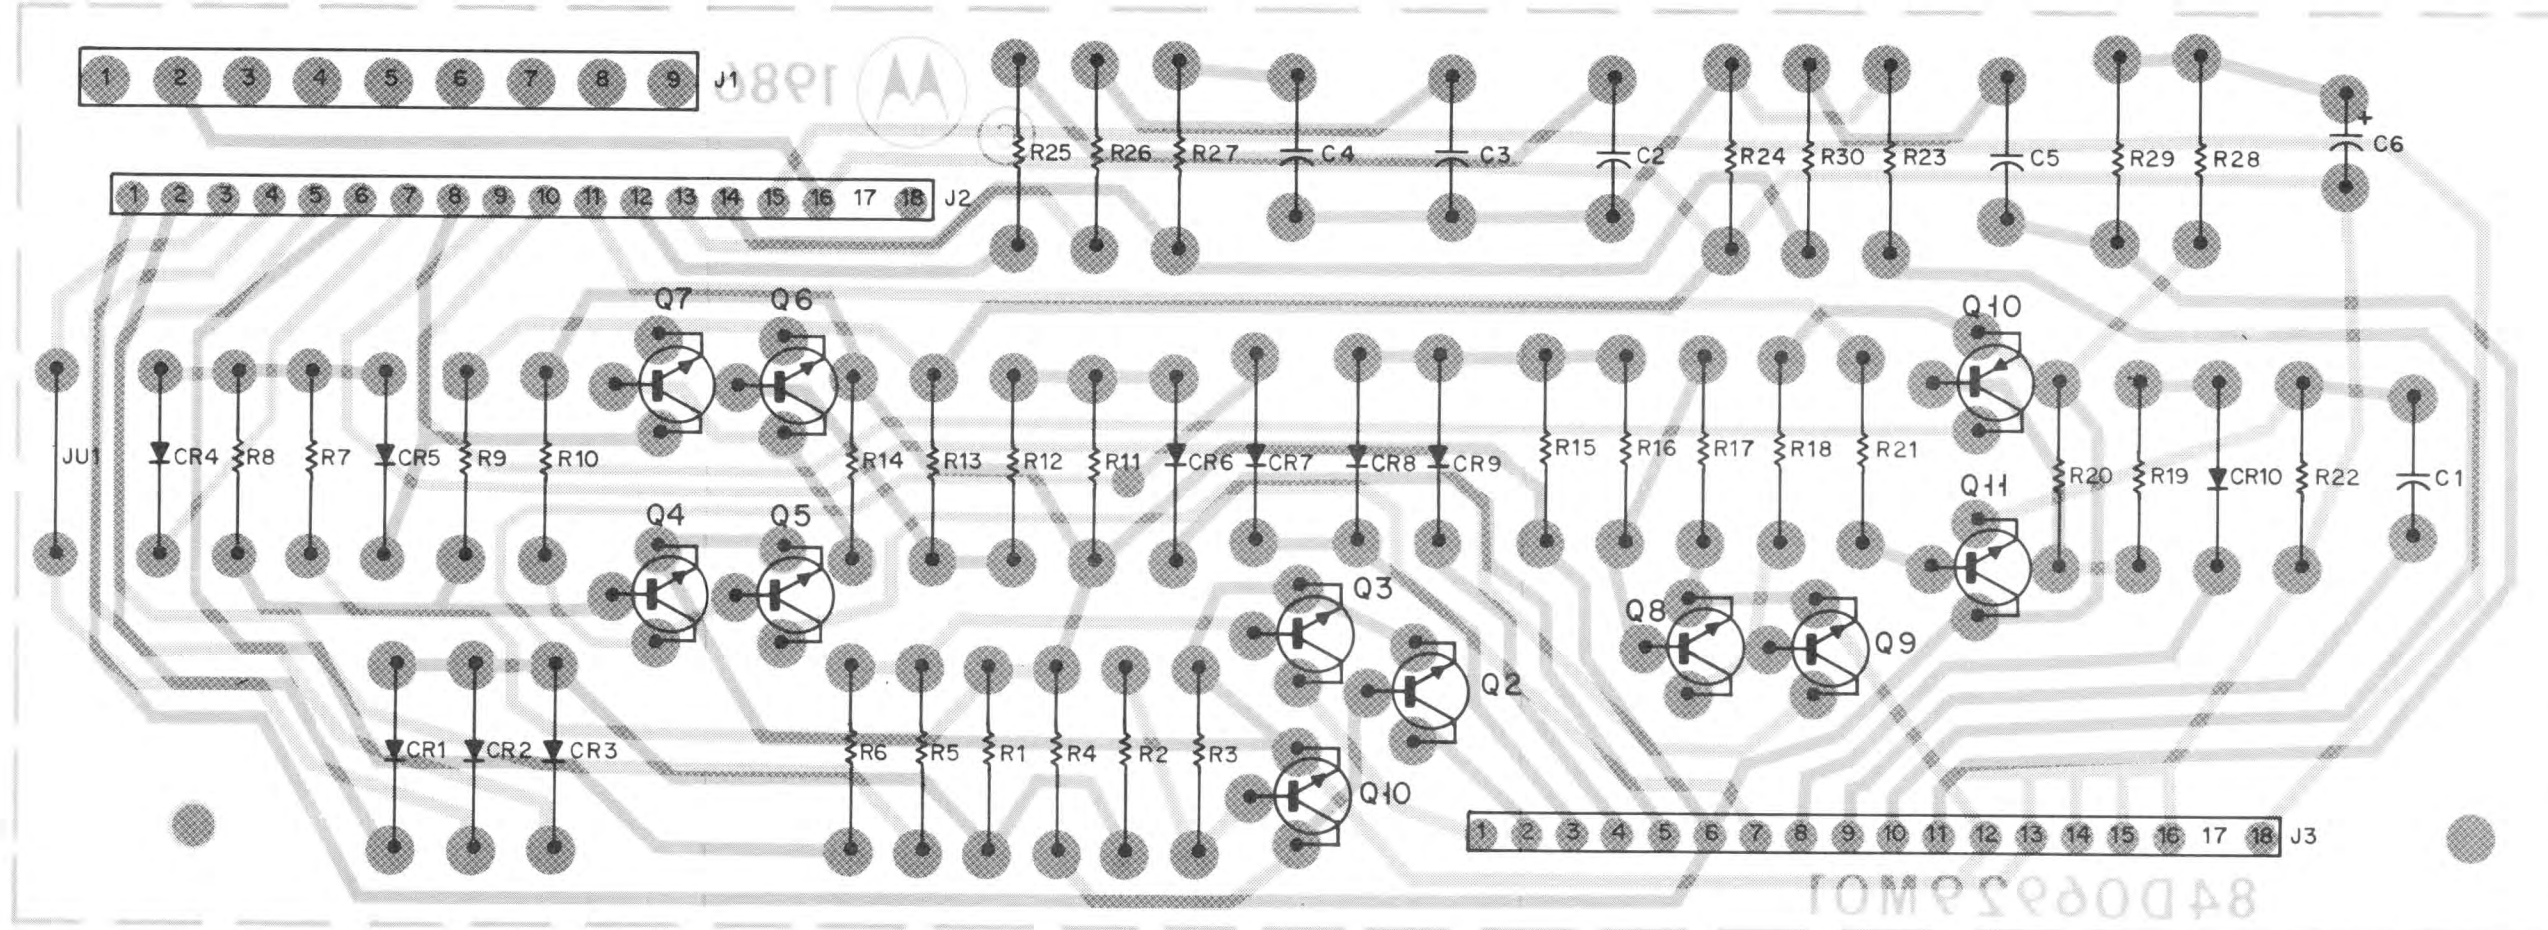 1 2 3 4 5 6 7 8 9 J1
1986
1 2 3 4 5 6 7 8 9 10 11 12 13 14 15 16 17 18 J2
R25 R26 R27 C4 C3 C2 R24 R30 R23 C5 R29 R28 + C6
Q7 Q6 Q10
JU1 CR4 R8 R7 CR5 R9 R10 R14 R13 R12 R11 CR6 CR7 CR8 CR9 R15 R16 R17 R18 R21 R20 R19 CR10 R22 C1
Q4 Q5 Q11
Q3 Q8 Q9
Q2
CR1 CR2 CR3 R6 R5 R1 R4 R2 R3
Q10
1 2 3 4 5 6 7 8 9 10 11 12 13 14 15 16 17 18 J3
84D06929M01